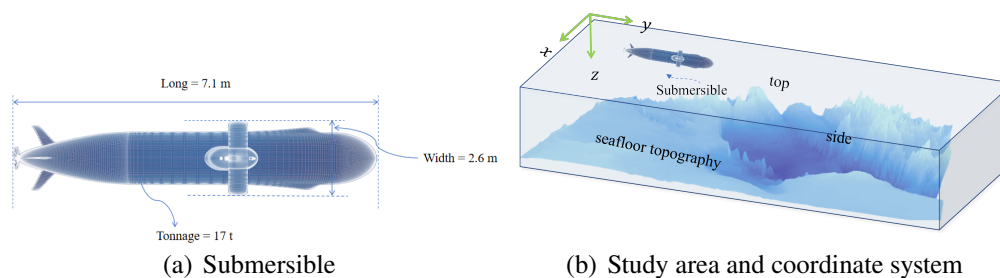 Long = 7.1 m
Width = 2.6 m
Tonnage = 17 t
(a) Submersible
x
y
z
Submersible
top
side
seafloor topography
(b) Study area and coordinate system